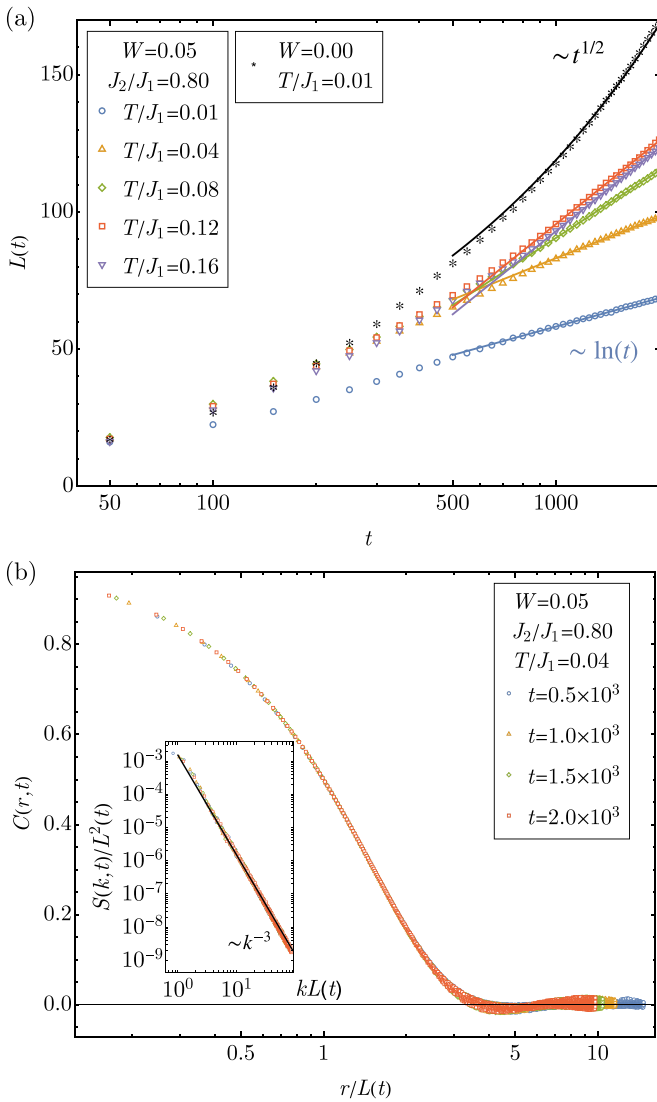 (a)
150
100
50
0
L(t)
50
100
200
500
1000
t
W=0.05
J₂/J₁=0.80
T/J₁=0.01
T/J₁=0.04
T/J₁=0.08
T/J₁=0.12
T/J₁=0.16
* W=0.00
T/J₁=0.01
~t^{1/2}
~ ln(t)
(b)
0.8
0.6
0.4
0.2
0.0
C(r,t)
0.5
1
5
10
r/L(t)
W=0.05
J₂/J₁=0.80
T/J₁=0.04
t=0.5×10³
t=1.0×10³
t=1.5×10³
t=2.0×10³
10⁻³
10⁻⁴
10⁻⁵
10⁻⁶
10⁻⁷
10⁻⁸
10⁻⁹
S(k,t)/L²(t)
~k⁻³
10⁰
10¹
kL(t)